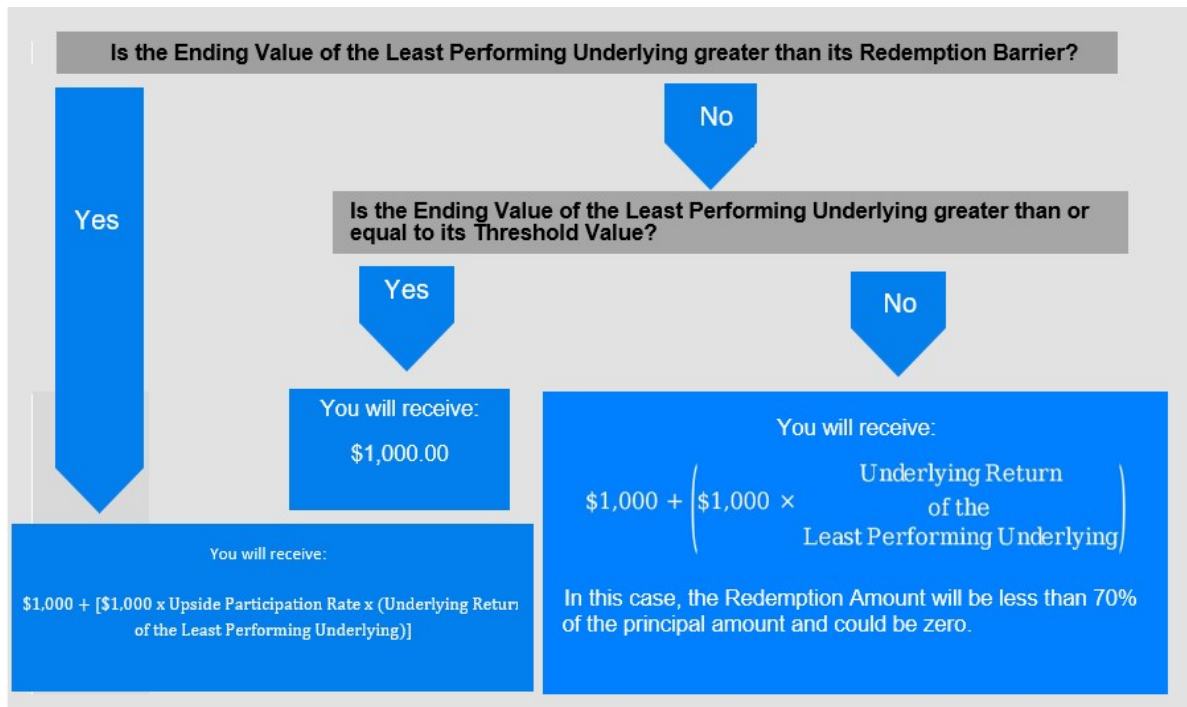 Is the Ending Value of the Least Performing Underlying greater than its Redemption Barrier?
No
Yes
Is the Ending Value of the Least Performing Underlying greater than or
equal to its Threshold Value?
Yes
No
You will receive:
$1,000.00
You will receive:
$1,000 + ($1,000 × Underlying Return
of the
Least Performing Underlying)
In this case, the Redemption Amount will be less than 70%
of the principal amount and could be zero.
You will receive:
$1,000 + [$1,000 x Upside Participation Rate x (Underlying Return
of the Least Performing Underlying)]